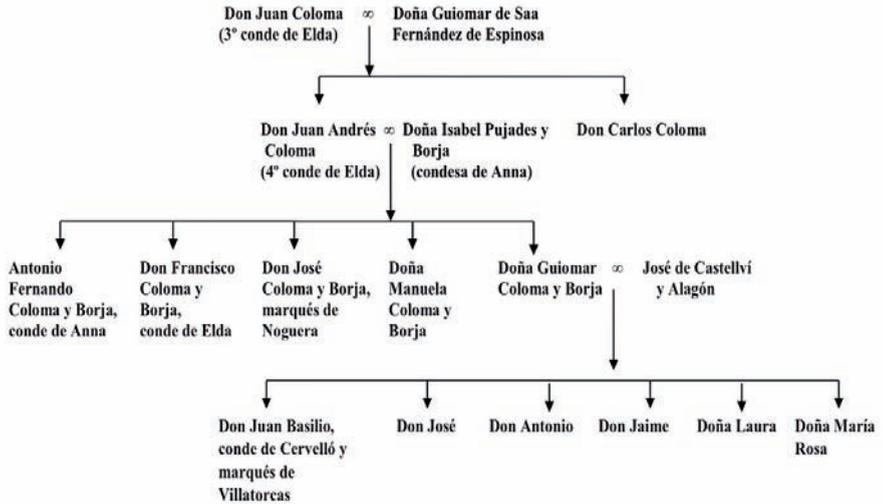 Don Juan Coloma ∞ Doña Guiomar de Saa
(3º conde de Elda) Fernández de Espinosa
Don Juan Andrés ∞ Doña Isabel Pujades y Don Carlos Coloma
Coloma Borja
(4º conde de Elda) (condesa de Anna)
Antonio
Fernando
Coloma y Borja,
conde de Anna
Don Francisco
Coloma y
Borja,
conde de Elda
Don José
Coloma y Borja,
marqués de
Noguera
Doña
Manuela
Coloma y
Borja
Doña Guiomar ∞ José de Castellví
Coloma y Borja y Alagón
Don Juan Basilio,
conde de Cervelló y
marqués de
Villatorcas
Don José
Don Antonio
Don Jaime
Doña Laura
Doña María
Rosa